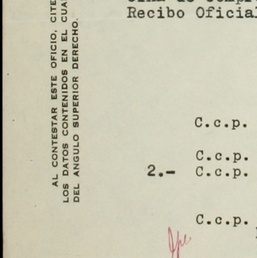 Recibo Oficial
C.c.p.
C.c.p.
2.- C.c.p.
C.c.p.
AL CONTESTAR ESTE OFICIO, CITE
LOS DATOS CONTENIDOS EN EL CUA
DEL ANGULO SUPERIOR DERECHO.